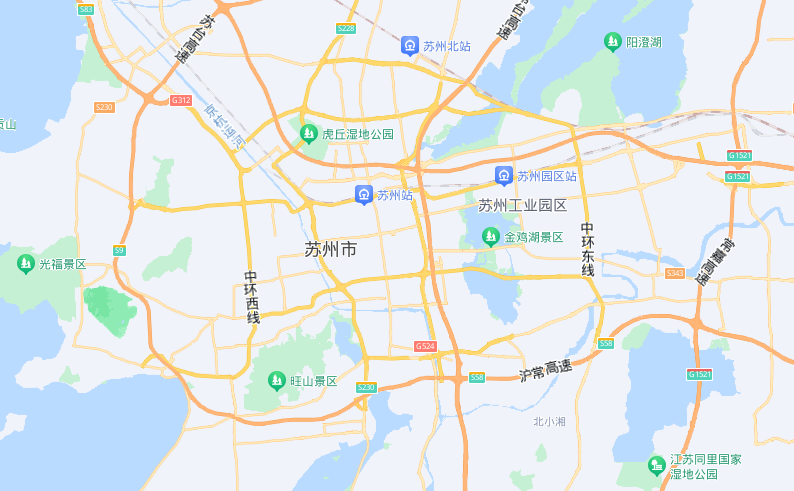 S83
苏台高速
S228
苏州北站
常台高速
阳澄湖
S230
G312
京杭运河
虎丘湿地公园
G1521
G1521
苏州站
苏州园区站
苏州工业园区
金鸡湖景区
苏州市
S9
光福景区
中环西线
中环东线
S343
常嘉高速
G524
S58
旺山景区
S230
S58
沪常高速
G1521
北小湘
江苏同里国家
湿地公园